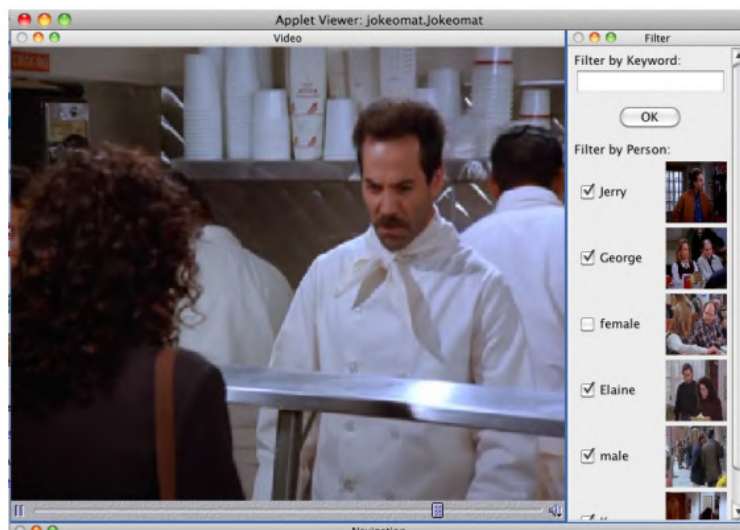 Applet Viewer: jokeomat.Jokeomat
Video
Filter
Filter by Keyword:
OK
Filter by Person:
Jerry
George
female
Elaine
male
Navigation